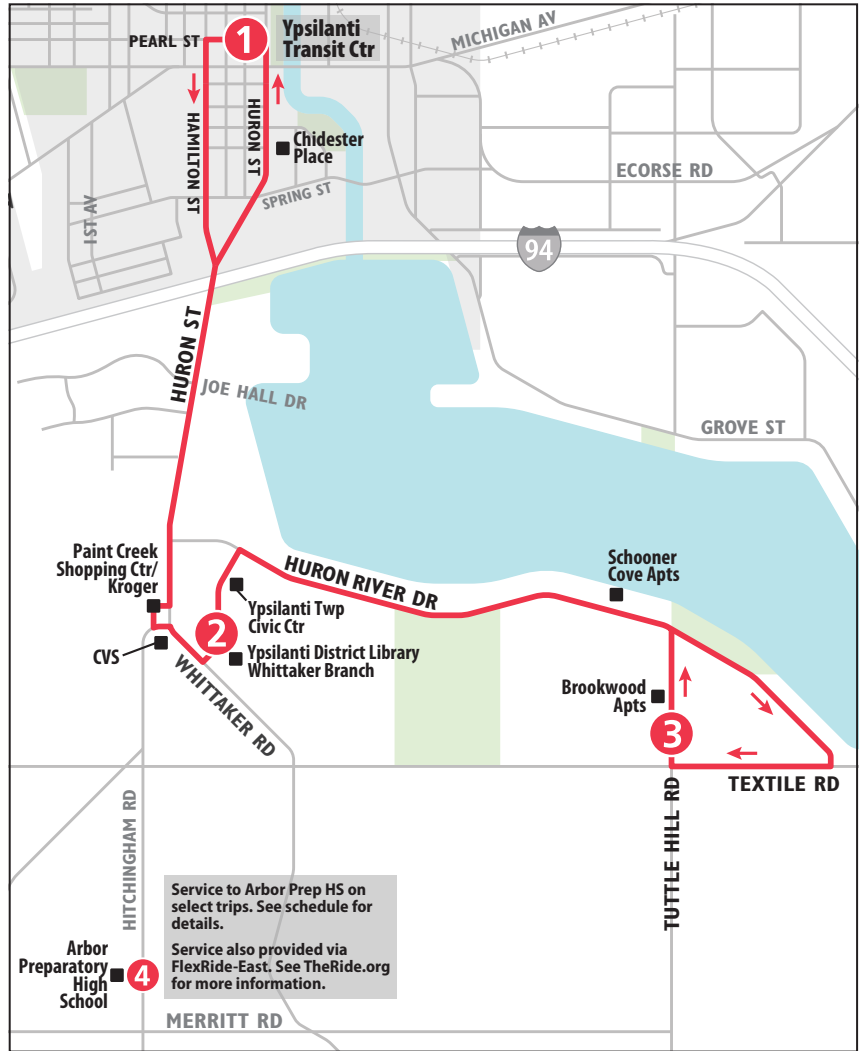 PEARL ST
1
Ypsilanti
Transit Ctr
MICHIGAN AV
HAMILTON ST
HURON ST
Chidester
Place
ECORSE RD
1ST AV
SPRING ST
94
HURON ST
JOE HALL DR
GROVE ST
Paint Creek
Shopping Ctr/
Kroger
HURON RIVER DR
Schooner
Cove Apts
Ypsilanti Twp
Civic Ctr
2
CVS
Ypsilanti District Library
Whittaker Branch
WHITTAKER RD
Brookwood
Apts
3
TEXTILE RD
HITCHINGHAM RD
TUTTLE HILL RD
Service to Arbor Prep HS on
select trips. See schedule for
details.
Service also provided via
FlexRide-East. See TheRide.org
for more information.
Arbor
Preparatory
High
School
4
MERRITT RD